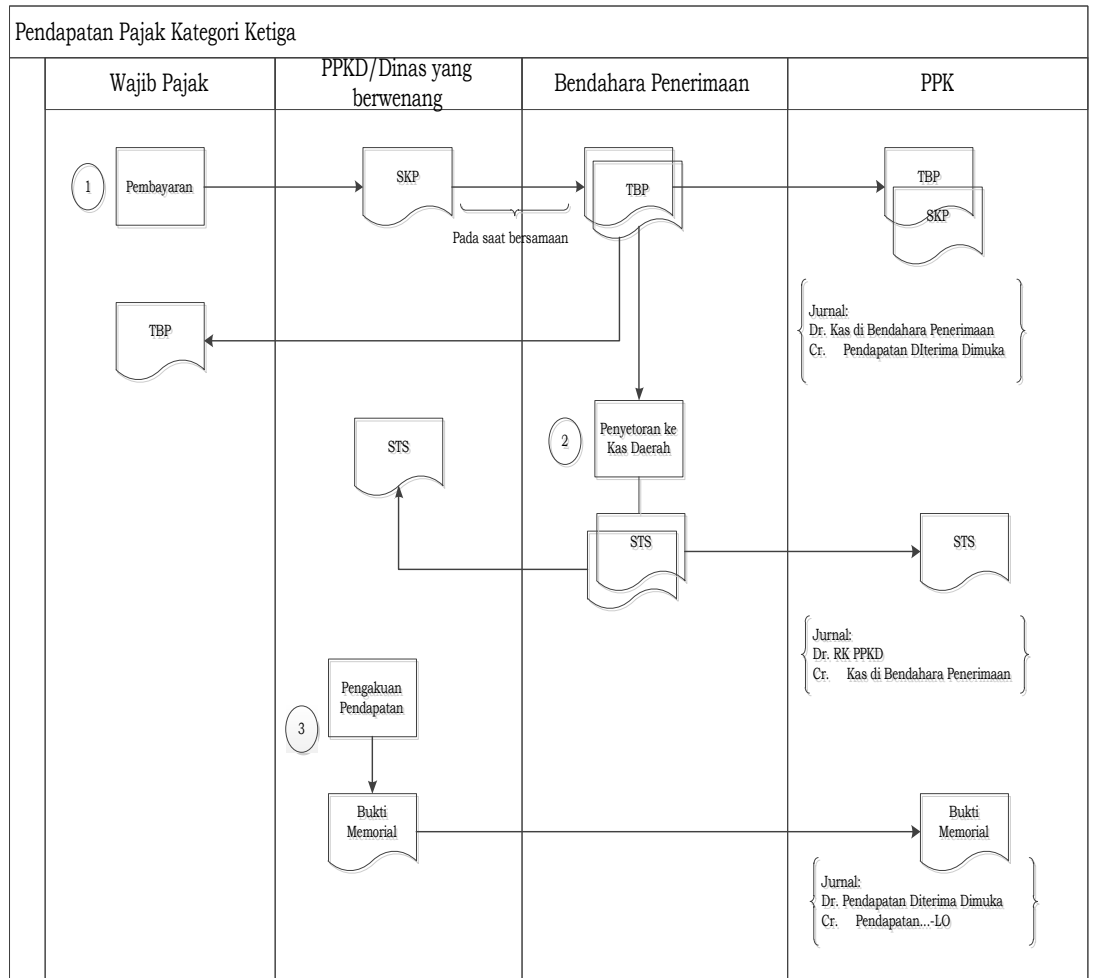 Pendapatan Pajak Kategori Ketiga
Wajib Pajak
PPKD/Dinas yang
berwenang
Bendahara Penerimaan
PPK
1
Pembayaran
SKP
TBP
TBP
SKP
Pada saat bersamaan
TBP
Jurnal:
Dr. Kas di Bendahara Penerimaan
Cr. Pendapatan DIterima Dimuka
2
Penyetoran ke
Kas Daerah
STS
STS
STS
Jurnal:
Dr. RK PPKD
Cr. Kas di Bendahara Penerimaan
3
Pengakuan
Pendapatan
Bukti
Memorial
Bukti
Memorial
Jurnal:
Dr. Pendapatan Diterima Dimuka
Cr. Pendapatan...-LO